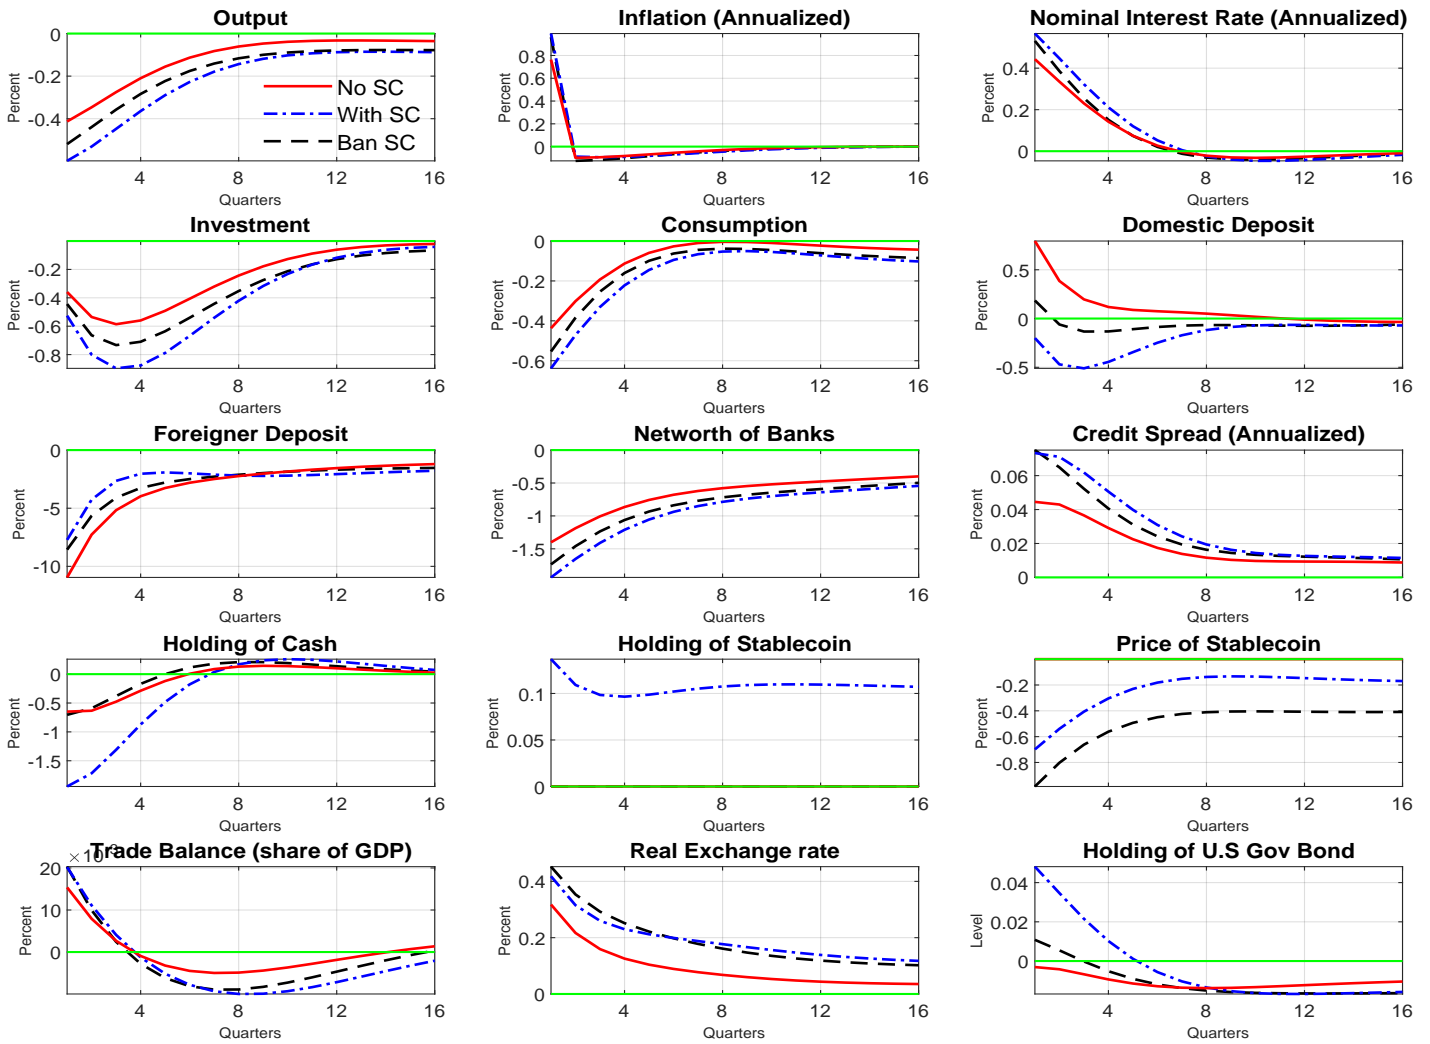 Output
Inflation (Annualized)
Nominal Interest Rate (Annualized)
Percent
0
-0.2
-0.4
No SC
With SC
Ban SC
4 8 12 16
Quarters
Percent
0.8
0.6
0.4
0.2
0
4 8 12 16
Quarters
Percent
0.4
0.2
0
4 8 12 16
Quarters
Investment
Consumption
Domestic Deposit
Percent
-0.2
-0.4
-0.6
-0.8
4 8 12 16
Quarters
Percent
0
-0.2
-0.4
-0.6
4 8 12 16
Quarters
Percent
0.5
0
-0.5
4 8 12 16
Quarters
Foreigner Deposit
Networth of Banks
Credit Spread (Annualized)
Percent
0
-5
-10
4 8 12 16
Quarters
Percent
0
-0.5
-1
-1.5
4 8 12 16
Quarters
Percent
0.06
0.04
0.02
0
4 8 12 16
Quarters
Holding of Cash
Holding of Stablecoin
Price of Stablecoin
Percent
0
-0.5
-1
-1.5
4 8 12 16
Quarters
Percent
0.1
0.05
0
4 8 12 16
Quarters
Percent
-0.2
-0.4
-0.6
-0.8
4 8 12 16
Quarters
Trade Balance (share of GDP)
Real Exchange rate
Holding of U.S Gov Bond
× 10
Percent
20
10
0
4 8 12 16
Quarters
Percent
0.4
0.2
0
4 8 12 16
Quarters
Level
0.04
0.02
0
4 8 12 16
Quarters